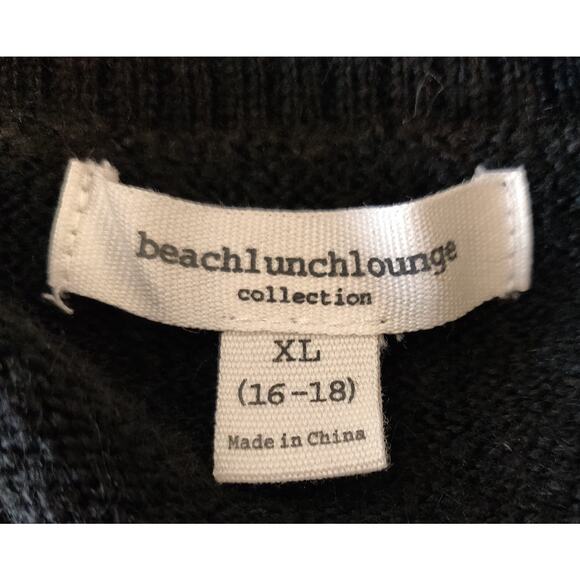 beachlunchlounge
collection
XL
(16-18)
Made in China